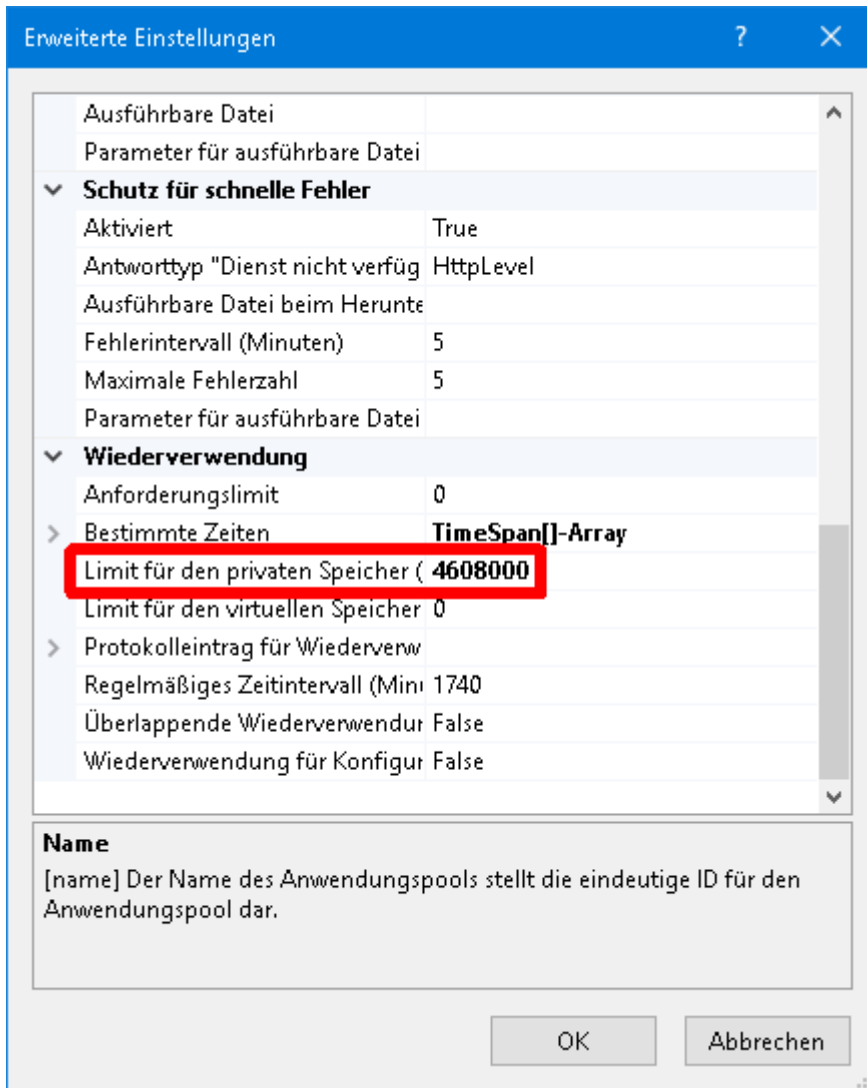 Erweiterte Einstellungen
Ausführbare Datei
Parameter für ausführbare Datei
Schutz für schnelle Fehler
Aktiviert True
Antworttyp "Dienst nicht verfüg HttpLevel
Ausführbare Datei beim Herunte
Fehlerintervall (Minuten) 5
Maximale Fehlerzahl 5
Parameter für ausführbare Datei
Wiederverwendung
Anforderungslimit 0
Bestimmte Zeiten TimeSpan[]-Array
Limit für den privaten Speicher ( 4608000
Limit für den virtuellen Speicher 0
Protokolleintrag für Wiederverw
Regelmäßiges Zeitintervall (Minu 1740
Überlappende Wiederverwendur False
Wiederverwendung für Konfigur False
Name
[name] Der Name des Anwendungspools stellt die eindeutige ID für den
Anwendungspool dar.
OK Abbrechen